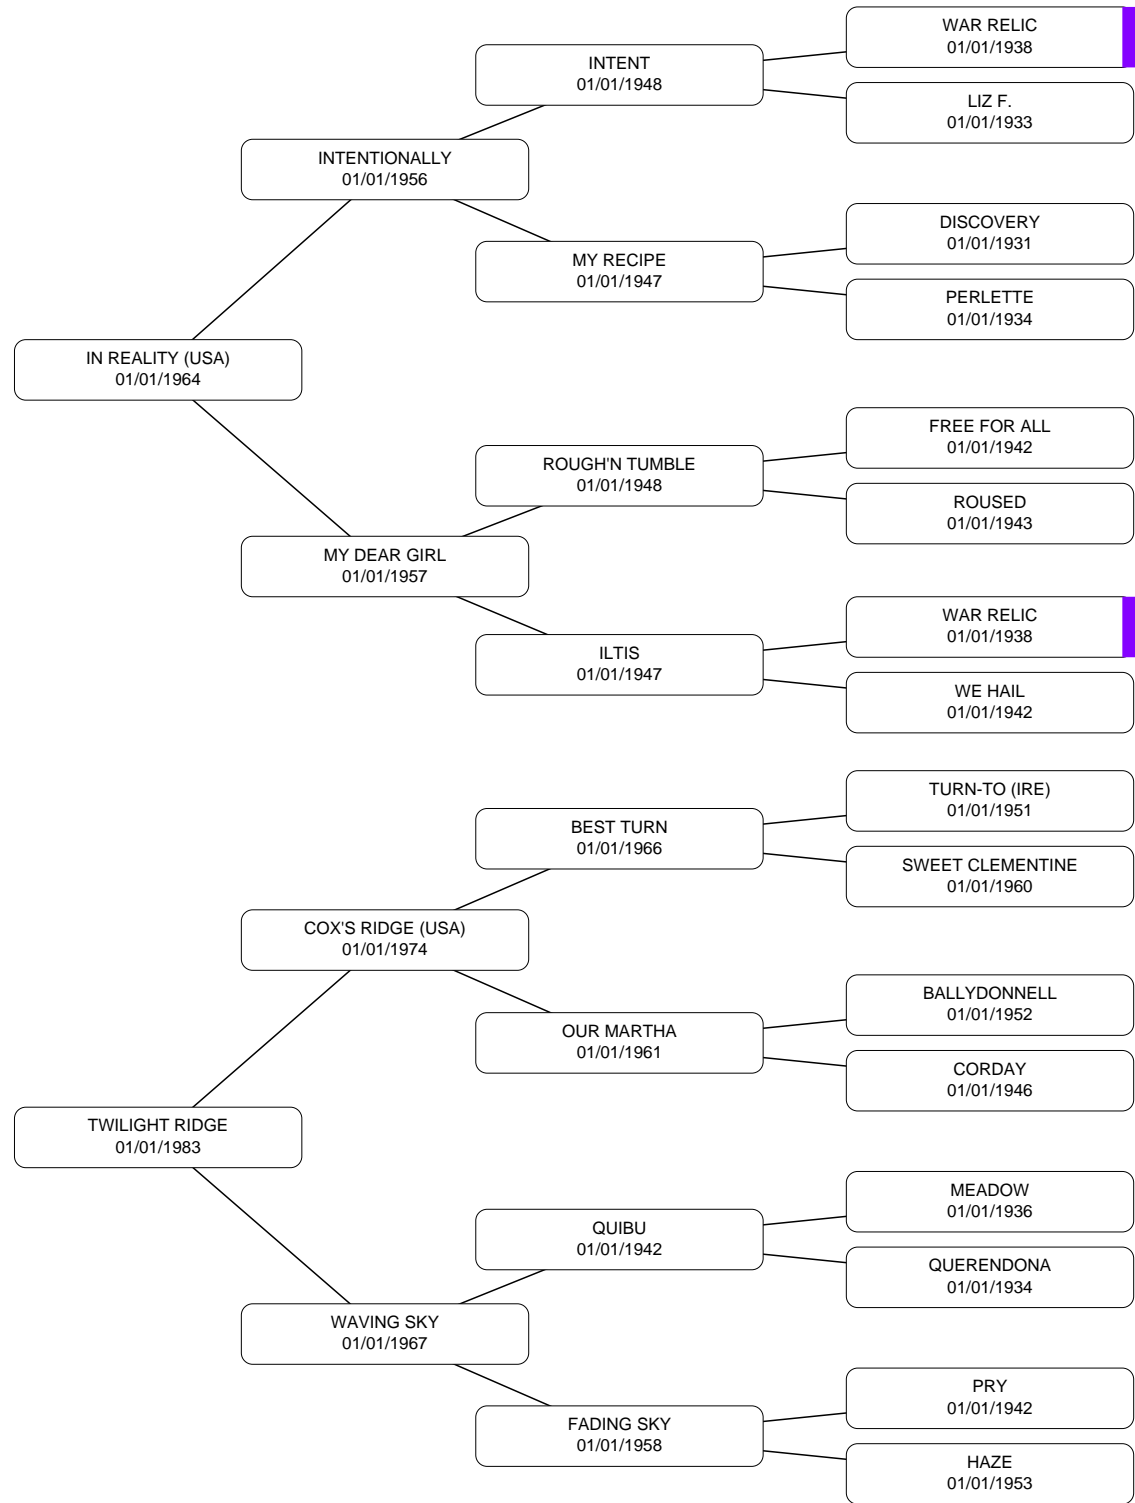 WAR RELIC
01/01/1938
INTENT
01/01/1948
LIZ F.
01/01/1933
INTENTIONALLY
01/01/1956
DISCOVERY
01/01/1931
MY RECIPE
01/01/1947
PERLETTE
01/01/1934
IN REALITY (USA)
01/01/1964
FREE FOR ALL
01/01/1942
ROUGH'N TUMBLE
01/01/1948
ROUSED
01/01/1943
MY DEAR GIRL
01/01/1957
WAR RELIC
01/01/1938
ILTIS
01/01/1947
WE HAIL
01/01/1942
TURN-TO (IRE)
01/01/1951
BEST TURN
01/01/1966
SWEET CLEMENTINE
01/01/1960
COX'S RIDGE (USA)
01/01/1974
BALLYDONNELL
01/01/1952
OUR MARTHA
01/01/1961
CORDAY
01/01/1946
TWILIGHT RIDGE
01/01/1983
MEADOW
01/01/1936
QUIBU
01/01/1942
QUERENDONA
01/01/1934
WAVING SKY
01/01/1967
PRY
01/01/1942
FADING SKY
01/01/1958
HAZE
01/01/1953